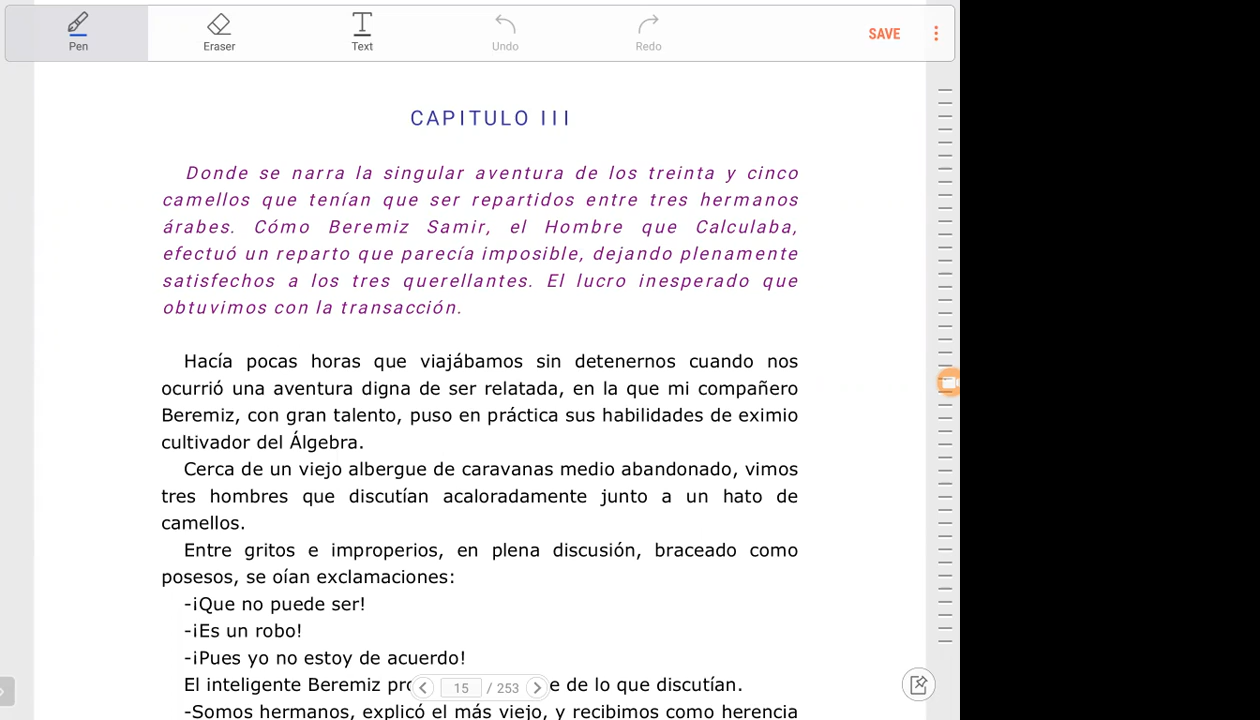 Pen
Eraser
Text
Undo
Redo
SAVE
CAPITULO III
Donde se narra la singular aventura de los treinta y cinco
camellos que tenían que ser repartidos entre tres hermanos
árabes. Cómo Beremiz Samir, el Hombre que Calculaba,
efectuó un reparto que parecía imposible, dejando plenamente
satisfechos a los tres querellantes. El lucro inesperado que
obtuvimos con la transacción.
Hacía pocas horas que viajábamos sin detenernos cuando nos
ocurrió una aventura digna de ser relatada, en la que mi compañero
Beremiz, con gran talento, puso en práctica sus habilidades de eximio
cultivador del Álgebra.
Cerca de un viejo albergue de caravanas medio abandonado, vimos
tres hombres que discutían acaloradamente junto a un hato de
camellos.
Entre gritos e improperios, en plena discusión, braceado como
posesos, se oían exclamaciones:
-¡Que no puede ser!
-¡Es un robo!
-¡Pues yo no estoy de acuerdo!
El inteligente Beremiz e de lo que discutían.
15 / 253
-Somos hermanos, explicó el más viejo, y recibimos como herencia